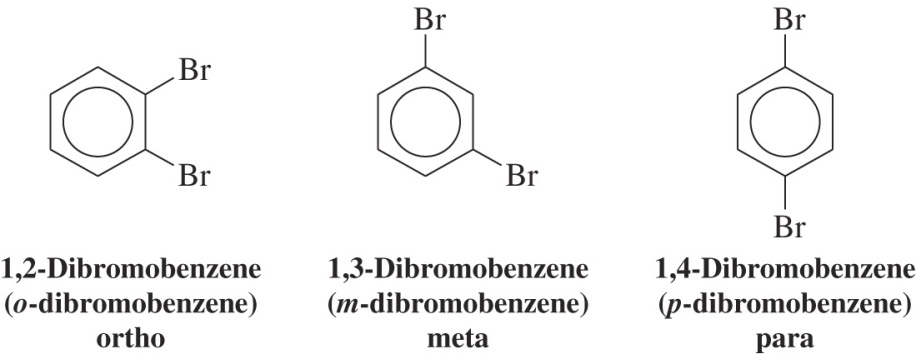 Br
Br
1,2-Dibromobenzene
(o-dibromobenzene)
ortho
Br
Br
1,3-Dibromobenzene
(m-dibromobenzene)
meta
Br
Br
1,4-Dibromobenzene
(p-dibromobenzene)
para